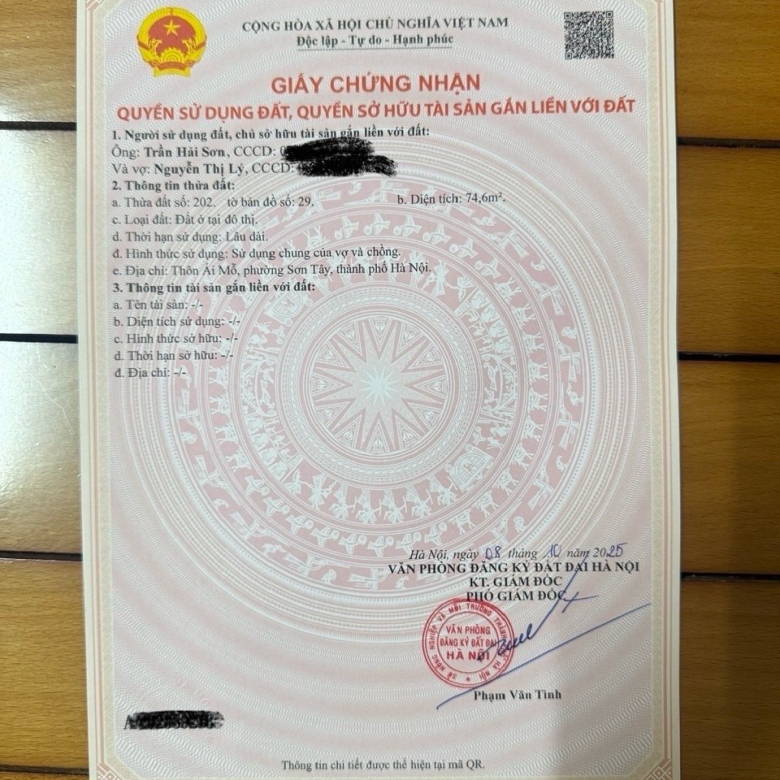 CỘNG HÒA XÃ HỘI CHỦ NGHĨA VIỆT NAM
Độc lập - Tự do - Hạnh phúc
GIẤY CHỨNG NHẬN
QUYỀN SỬ DỤNG ĐẤT, QUYỀN SỞ HỮU TÀI SẢN GẮN LIỀN VỚI ĐẤT
1. Người sử dụng đất, chủ sở hữu tài sản gắn liền với đất:
Ông: Trần Hải Sơn, CCCD:
Và vợ: Nguyễn Thị Lý, CCCD:
2. Thông tin thửa đất:
a. Thửa đất số: 202. tờ bản đồ số: 29. b. Diện tích: 74,6m².
c. Loại đất: Đất ở tại đô thị.
d. Thời hạn sử dụng: Lâu dài.
đ. Hình thức sử dụng: Sử dụng chung của vợ và chồng.
e. Địa chỉ: Thôn Ái Mỗ, phường Sơn Tây, thành phố Hà Nội.
3. Thông tin tài sản gắn liền với đất:
a. Tên tài sản: -/-
b. Diện tích sử dụng: -/-
c. Hình thức sở hữu: -/-
d. Thời hạn sở hữu: -/-
đ. Địa chỉ: -/-
Hà Nội, ngày 08 tháng 10 năm 2025
VĂN PHÒNG ĐĂNG KÝ ĐẤT ĐAI HÀ NỘI
KT. GIÁM ĐỐC
PHÓ GIÁM ĐỐC
VĂN PHÒNG
ĐĂNG KÝ ĐẤT ĐAI
HÀ NỘI
Phạm Văn Tình
Thông tin chi tiết được thể hiện tại mã QR.